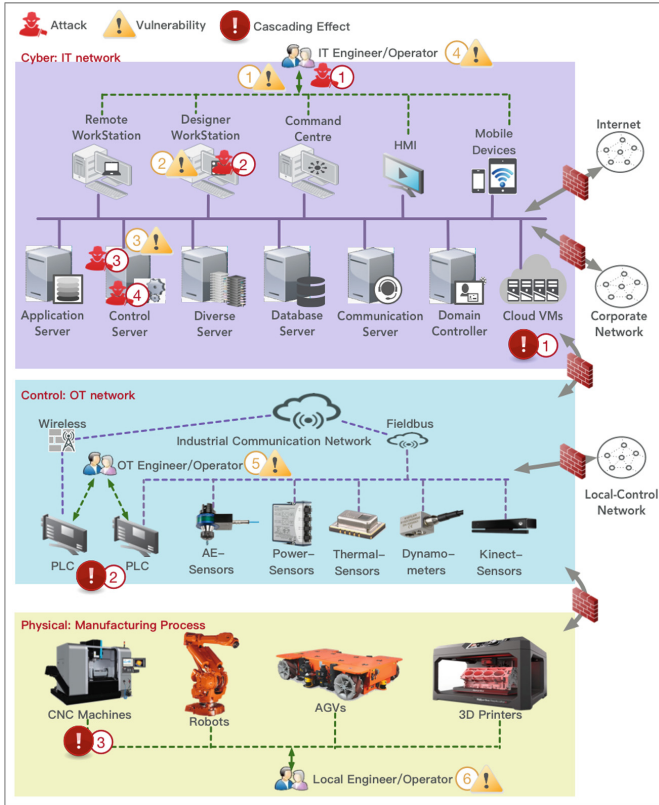 Attack
Vulnerability
Cascading Effect
Cyber: IT network
IT Engineer/Operator
4
1
1
Remote
WorkStation
Designer
WorkStation
Command
Centre
HMI
Mobile
Devices
Internet
2
2
3
3
4
Application
Server
Control
Server
Diverse
Server
Database
Server
Communication
Server
Domain
Controller
Cloud VMs
1
Corporate
Network
Control: OT network
Wireless
Industrial Communication Network
Fieldbus
OT Engineer/Operator
5
Local-Control
Network
PLC
PLC
2
AE-
Sensors
Power-
Sensors
Thermal-
Sensors
Dynamo-
meters
Kinect-
Sensors
Physical: Manufacturing Process
CNC Machines
Robots
AGVs
3D Printers
3
Local Engineer/Operator
6